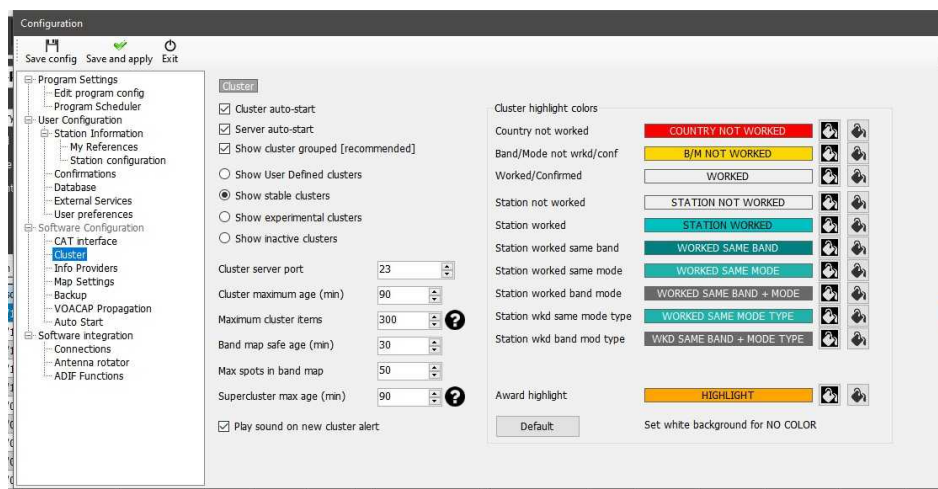 Configuration
Save config Save and apply Exit
Program Settings
Edit program config
Program Scheduler
User Configuration
Station Information
My References
Station configuration
Confirmations
Database
External Services
User preferences
Software Configuration
CAT interface
Cluster
Info Providers
Map Settings
Backup
VOACAP Propagation
Auto Start
Software integration
Connections
Antenna rotator
ADIF Functions
Cluster
Cluster auto-start
Server auto-start
Show cluster grouped [recommended]
Show User Defined clusters
Show stable clusters
Show experimental clusters
Show inactive clusters
Cluster server port 23
Cluster maximum age (min) 90
Maximum cluster items 300 ?
Band map safe age (min) 30
Max spots in band map 50
Supercluster max age (min) 90 ?
Play sound on new cluster alert
Cluster highlight colors
Country not worked COUNTRY NOT WORKED
Band/Mode not wrkd/conf B/M NOT WORKED
Worked/Confirmed WORKED
Station not worked STATION NOT WORKED
Station worked STATION WORKED
Station worked same band WORKED SAME BAND
Station worked same mode WORKED SAME MODE
Station worked band mode WORKED SAME BAND + MODE
Station wkd same mode type WORKED SAME MODE TYPE
Station wkd band mod type WKD SAME BAND + MODE TYPE
Award highlight HIGHLIGHT
Default Set white background for NO COLOR